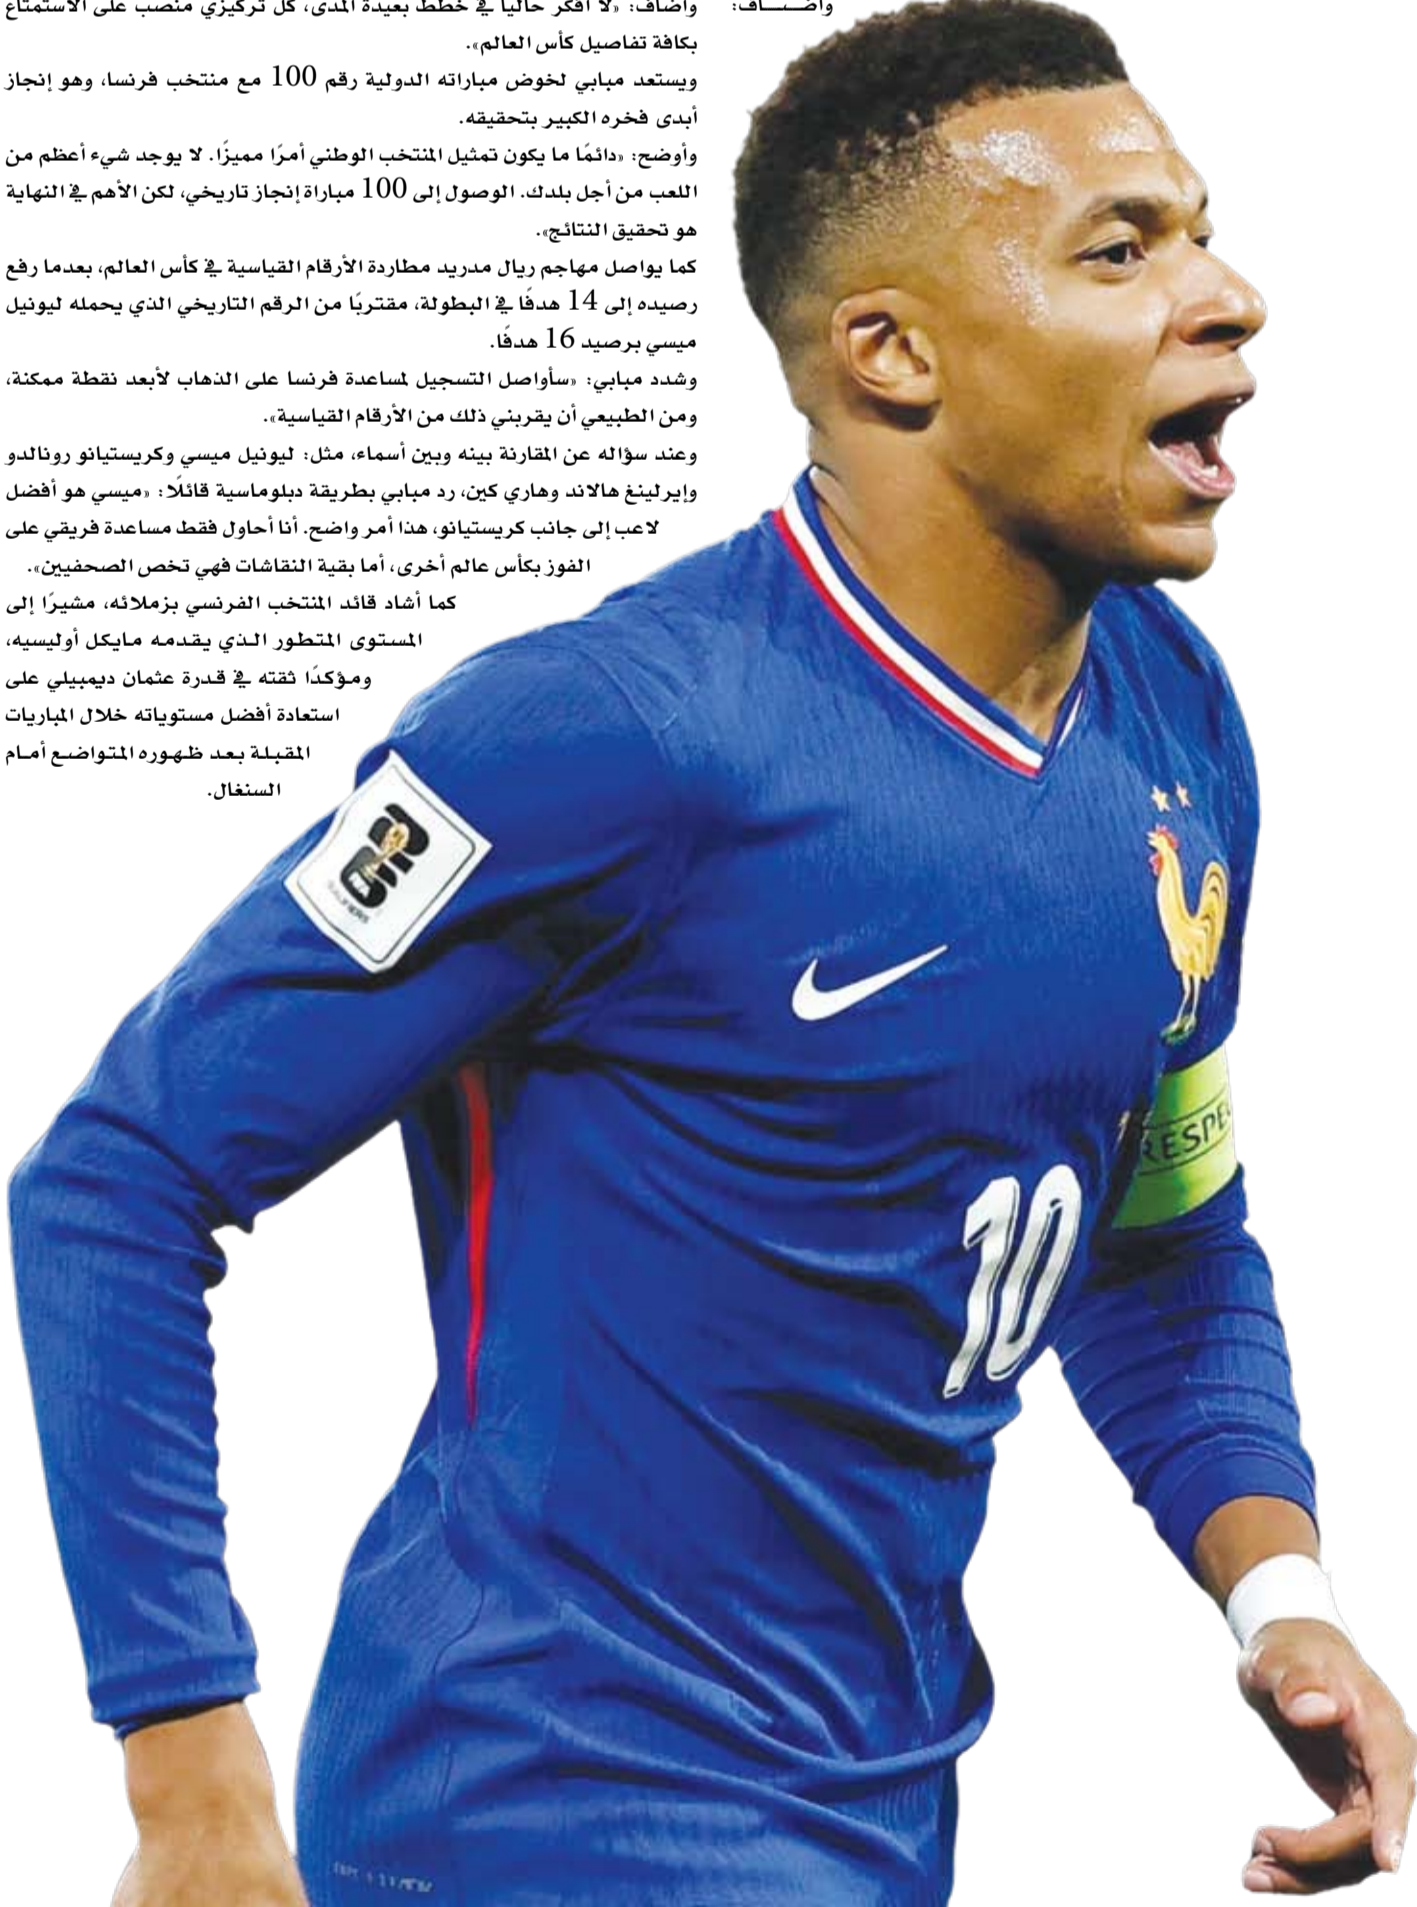 وأضـــــاف:
وأضاف: «لا أفكر حاليا في خطط بعيدة المدى، كل تركيزي منصب على الاستمتاع
بكافة تفاصيل كأس العالم».
ويستعد مبابي لخوض مباراته الدولية رقم 100 مع منتخب فرنسا، وهو إنجاز
أبدى فخره الكبير بتحقيقه.
وأوضح: «دائمًا ما يكون تمثيل المنتخب الوطني أمرًا مميزًا. لا يوجد شيء أعظم من
اللعب من أجل بلدك. الوصول إلى 100 مباراة إنجاز تاريخي، لكن الأهم في النهاية
هو تحقيق النتائج».
كما يواصل مهاجم ريال مدريد مطاردة الأرقام القياسية في كأس العالم، بعدما رفع
رصيده إلى 14 هدفًا في البطولة، مقتربًا من الرقم التاريخي الذي يحمله ليونيل
ميسي برصيد 16 هدفًا.
وشدد مبابي: «سأواصل التسجيل لمساعدة فرنسا على الذهاب لأبعد نقطة ممكنة،
ومن الطبيعي أن يقربني ذلك من الأرقام القياسية».
وعند سؤاله عن المقارنة بينه وبين أسماء، مثل: ليونيل ميسي وكريستيانو رونالدو
وإيرلينغ هالاند وهاري كين، رد مبابي بطريقة دبلوماسية قائلًا: «ميسي هو أفضل
لاعب إلى جانب كريستيانو، هذا أمر واضح. أنا أحاول فقط مساعدة فريقي على
الفوز بكأس عالم أخرى، أما بقية النقاشات فهي تخص الصحفيين».
كما أشاد قائد المنتخب الفرنسي بزملائه، مشيرًا إلى
المستوى المتطور الذي يقدمه مايكل أوليسيه،
ومؤكدًا ثقته في قدرة عثمان ديمبيلي على
استعادة أفضل مستوياته خلال المباريات
المقبلة بعد ظهوره المتواضع أمام
السنغال.
26
FIFA
QUALIFIERS
RESPE
10